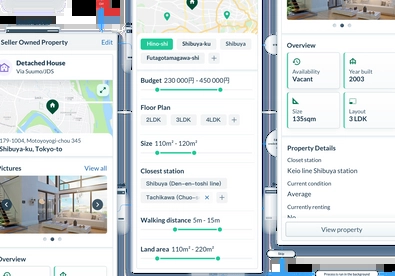 Seller Owned Property
Edit
Detached House
Via Suumo/JDS
179-1004, Motoyoyogi-chou 345
Shibuya-ku, Tokyo-to
Pictures
View all
Overview
Hino-shi
Shibuya-ku
Shibuya
Futagotamagawa-shi
+
Budget 230 000円 - 450 000円
Floor Plan
2LDK
3LDK
4LDK
+
Size 110m² - 120m²
Closest station
Shibuya (Den-en-toshi line)
Tachikawa (Chuo-
×
+
Walking distance 5m - 15m
Land area 110m² - 220m²
Overview
Availability
Vacant
Year built
2003
Size
135sqm
Layout
3 LDK
Property Details
Closet station
Keio line Shibuya station
Current condition
Average
Currently renting
No
View property